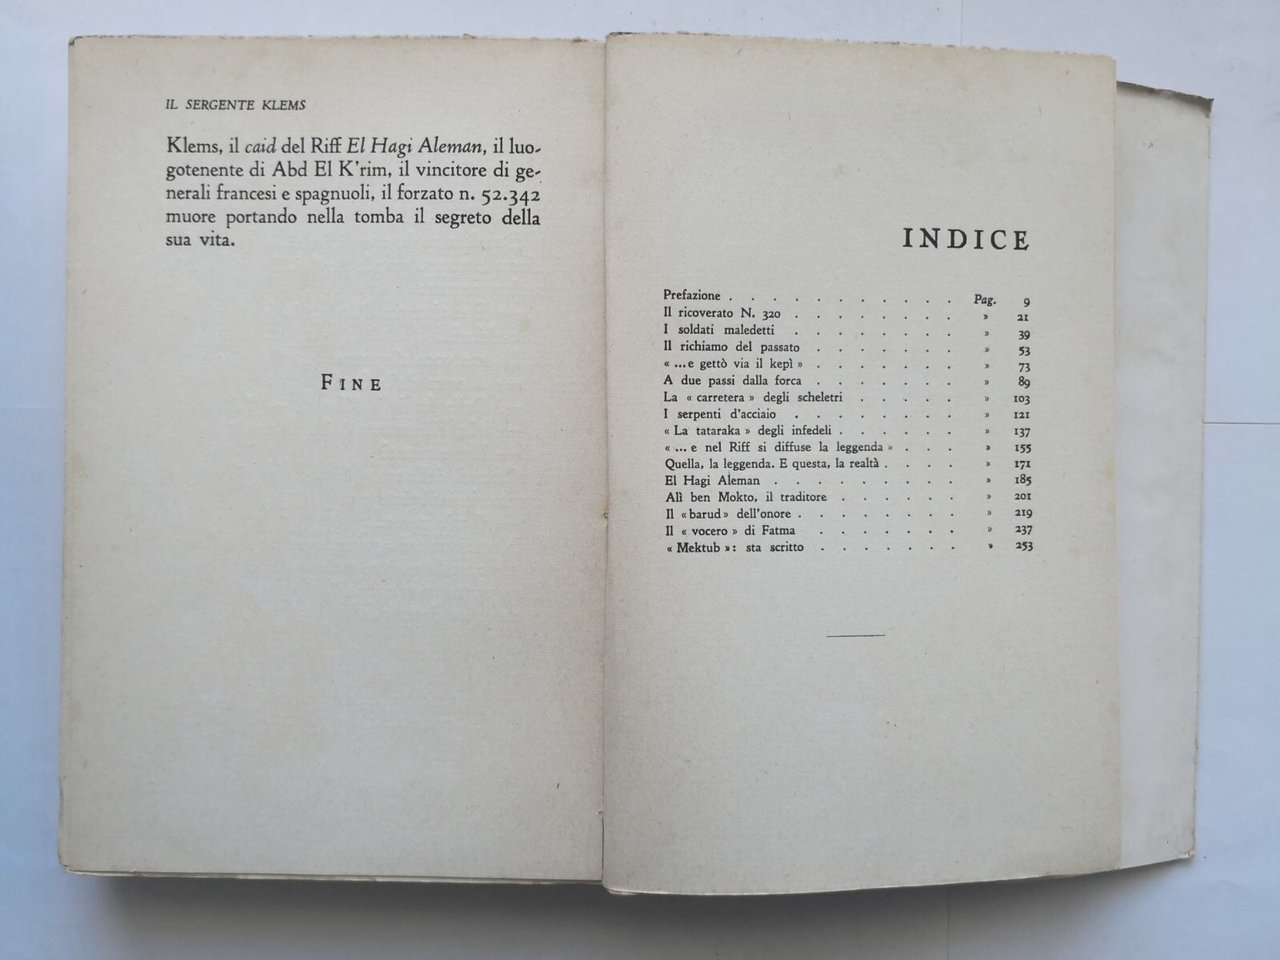 IL SERGENTE KLEMS
Klems, il caid del Riff El Hagi Aleman, il luo-
gotenente di Abd El K'rim, il vincitore di ge-
nerali francesi e spagnuoli, il forzato n. 52.342
muore portando nella tomba il segreto della
sua vita.
FINE
INDICE
Prefazione . . . . . . . . . . . Pag. 9
Il ricoverato N. 320 . . . . . . . . » 21
I soldati maledetti . . . . . . . . » 39
Il richiamo del passato . . . . . . . » 53
« ...e gettò via il kepì » . . . . . . . » 73
A due passi dalla forca . . . . . . . » 89
La « carretera » degli scheletri . . . . . » 103
I serpenti d'acciaio . . . . . . . . » 121
« La tataraka » degli infedeli . . . . . . » 137
« ... e nel Riff si diffuse la leggenda » . . . » 155
Quella, la leggenda. E questa, la realtà . . . . » 171
El Hagi Aleman . . . . . . . . . » 185
Alì ben Mokto, il traditore . . . . . . » 201
Il « barud » dell'onore . . . . . . . . » 219
Il « vocero » di Fatma . . . . . . . » 237
« Mektub » : sta scritto . . . . . . . » 253